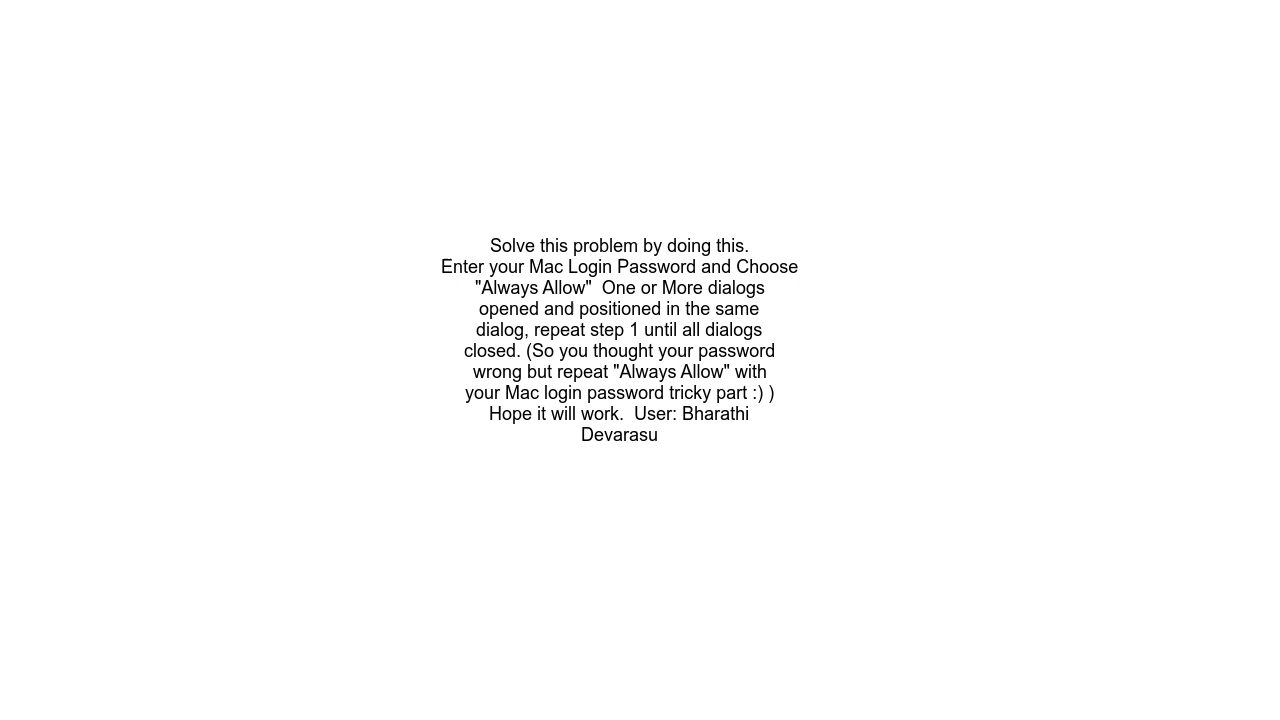 Solve this problem by doing this.
Enter your Mac Login Password and Choose
"Always Allow"  One or More dialogs
opened and positioned in the same
dialog, repeat step 1 until all dialogs
closed. (So you thought your password
wrong but repeat "Always Allow" with
your Mac login password tricky part :) )
Hope it will work.  User: Bharathi
Devarasu